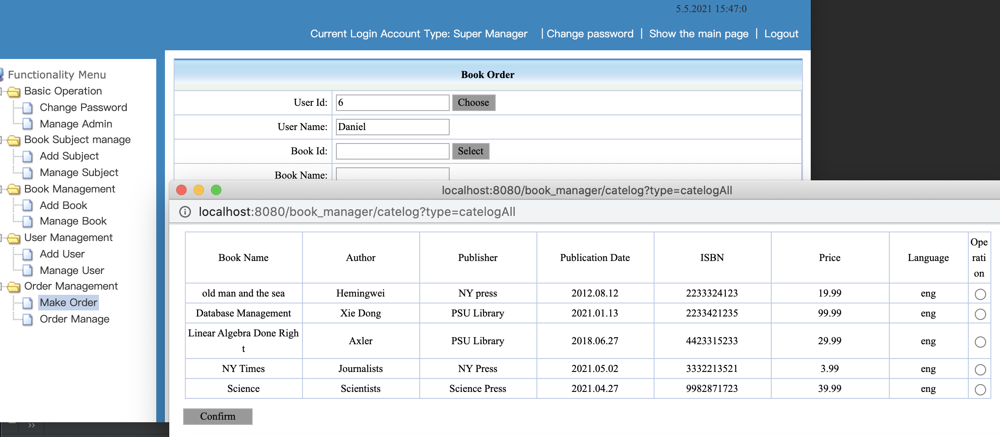 5.5.2021 15:47:0
Current Login Account Type: Super Manager | Change password | Show the main page | Logout
Functionality Menu
Basic Operation
Change Password
Manage Admin
Book Subject manage
Add Subject
Manage Subject
Book Management
Add Book
Manage Book
User Management
Add User
Manage User
Order Management
Make Order
Order Manage
Book Order
User Id: 6 Choose
User Name: Daniel
Book Id: Select
Book Name:
localhost:8080/book_manager/catelog?type=catelogAll
localhost:8080/book_manager/catelog?type=catelogAll
Book Name Author Publisher Publication Date ISBN Price Language Ope
rati
on
old man and the sea Hemingwei NY press 2012.08.12 2233324123 19.99 eng
Database Management Xie Dong PSU Library 2021.01.13 2233421235 99.99 eng
Linear Algebra Done Righ
t Axler PSU Library 2018.06.27 4423315233 29.99 eng
NY Times Journalists NY Press 2021.05.02 3332213521 3.99 eng
Science Scientists Science Press 2021.04.27 9982871723 39.99 eng
Confirm
>>